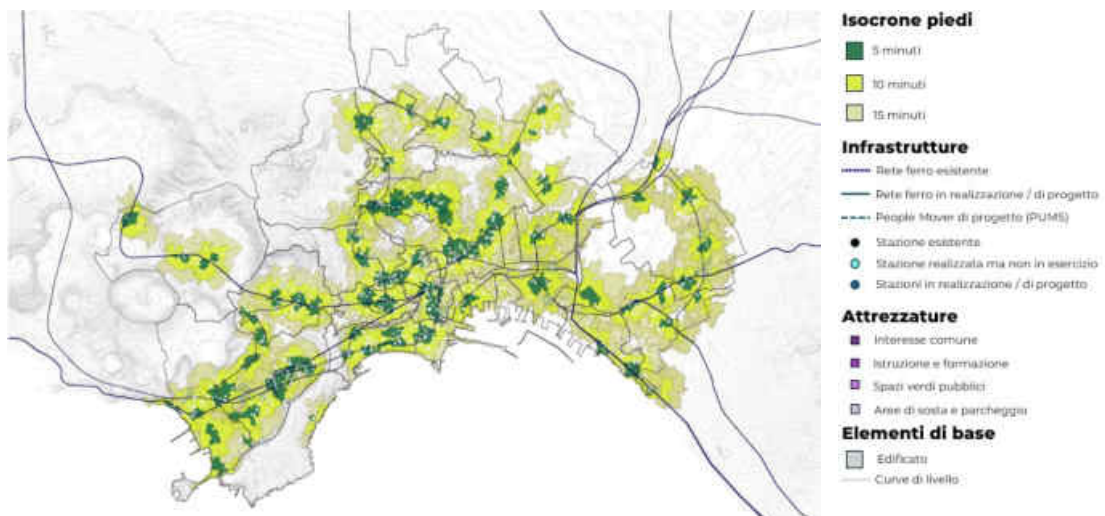 Isocrone piedi
5 minuti
10 minuti
15 minuti
Infrastrutture
Rete ferro esistente
Rete ferro in realizzazione / di progetto
People Mover di progetto (PUMS)
Stazione esistente
Stazione realizzata ma non in esercizio
Stazioni in realizzazione / di progetto
Attrezzature
Interesse comune
Istruzione e formazione
Spazi verdi pubblici
Aree di sosta e parcheggio
Elementi di base
Edificato
Curve di livello